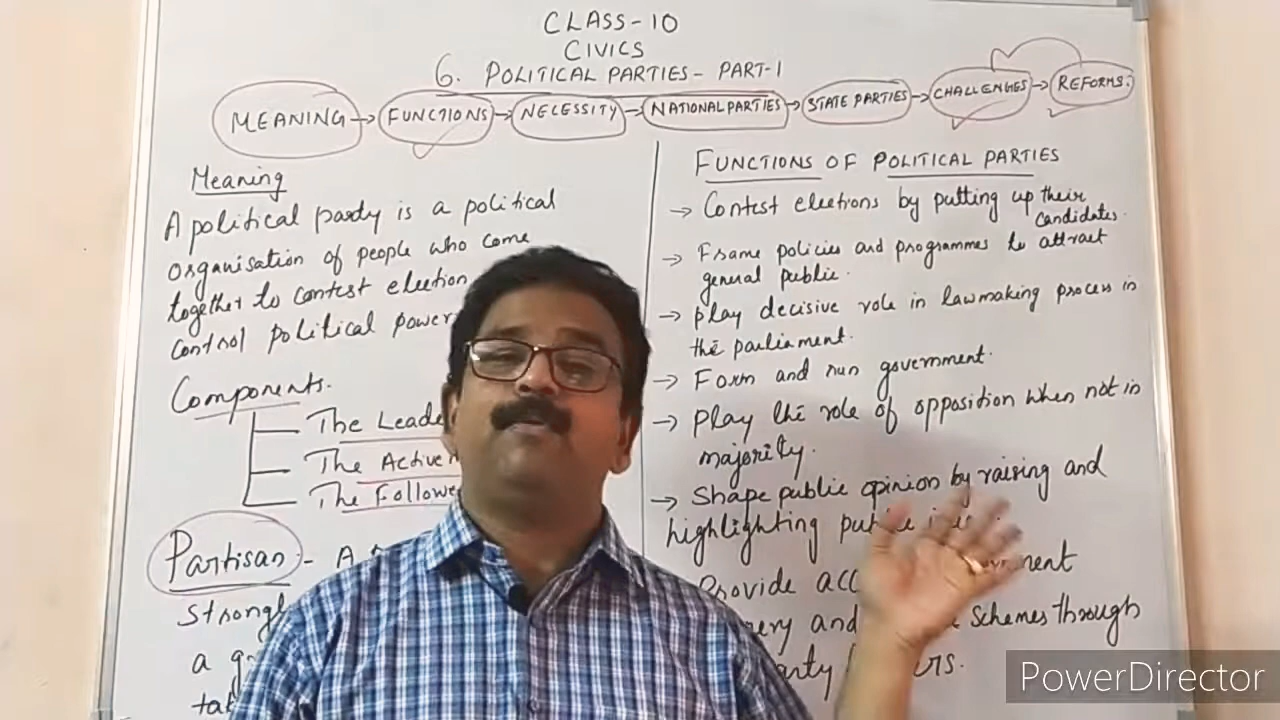 CLASS-10
CIVICS
6. POLITICAL PARTIES- PART-1
MEANING → FUNCTIONS → NECESSITY → NATIONAL PARTIES → STATE PARTIES → CHALLENGES → REFORMS.
Meaning
A political party is a political
organisation of people who come
together to contest election
control political power
Components.
The Leade
The Active
The Followe
Partisan :- A
Strongl
a
FUNCTIONS OF POLITICAL PARTIES
→ Contest elections by putting up their
candidates.
→ Frame policies and programmes to attract
general public.
→ play decisive role in lawmaking process in
the parliament.
→ Form and run government.
→ Play the role of opposition when not in
majority.
→ Shape public opinion by raising and
highlighting
Provide
and schemes through
PowerDirector